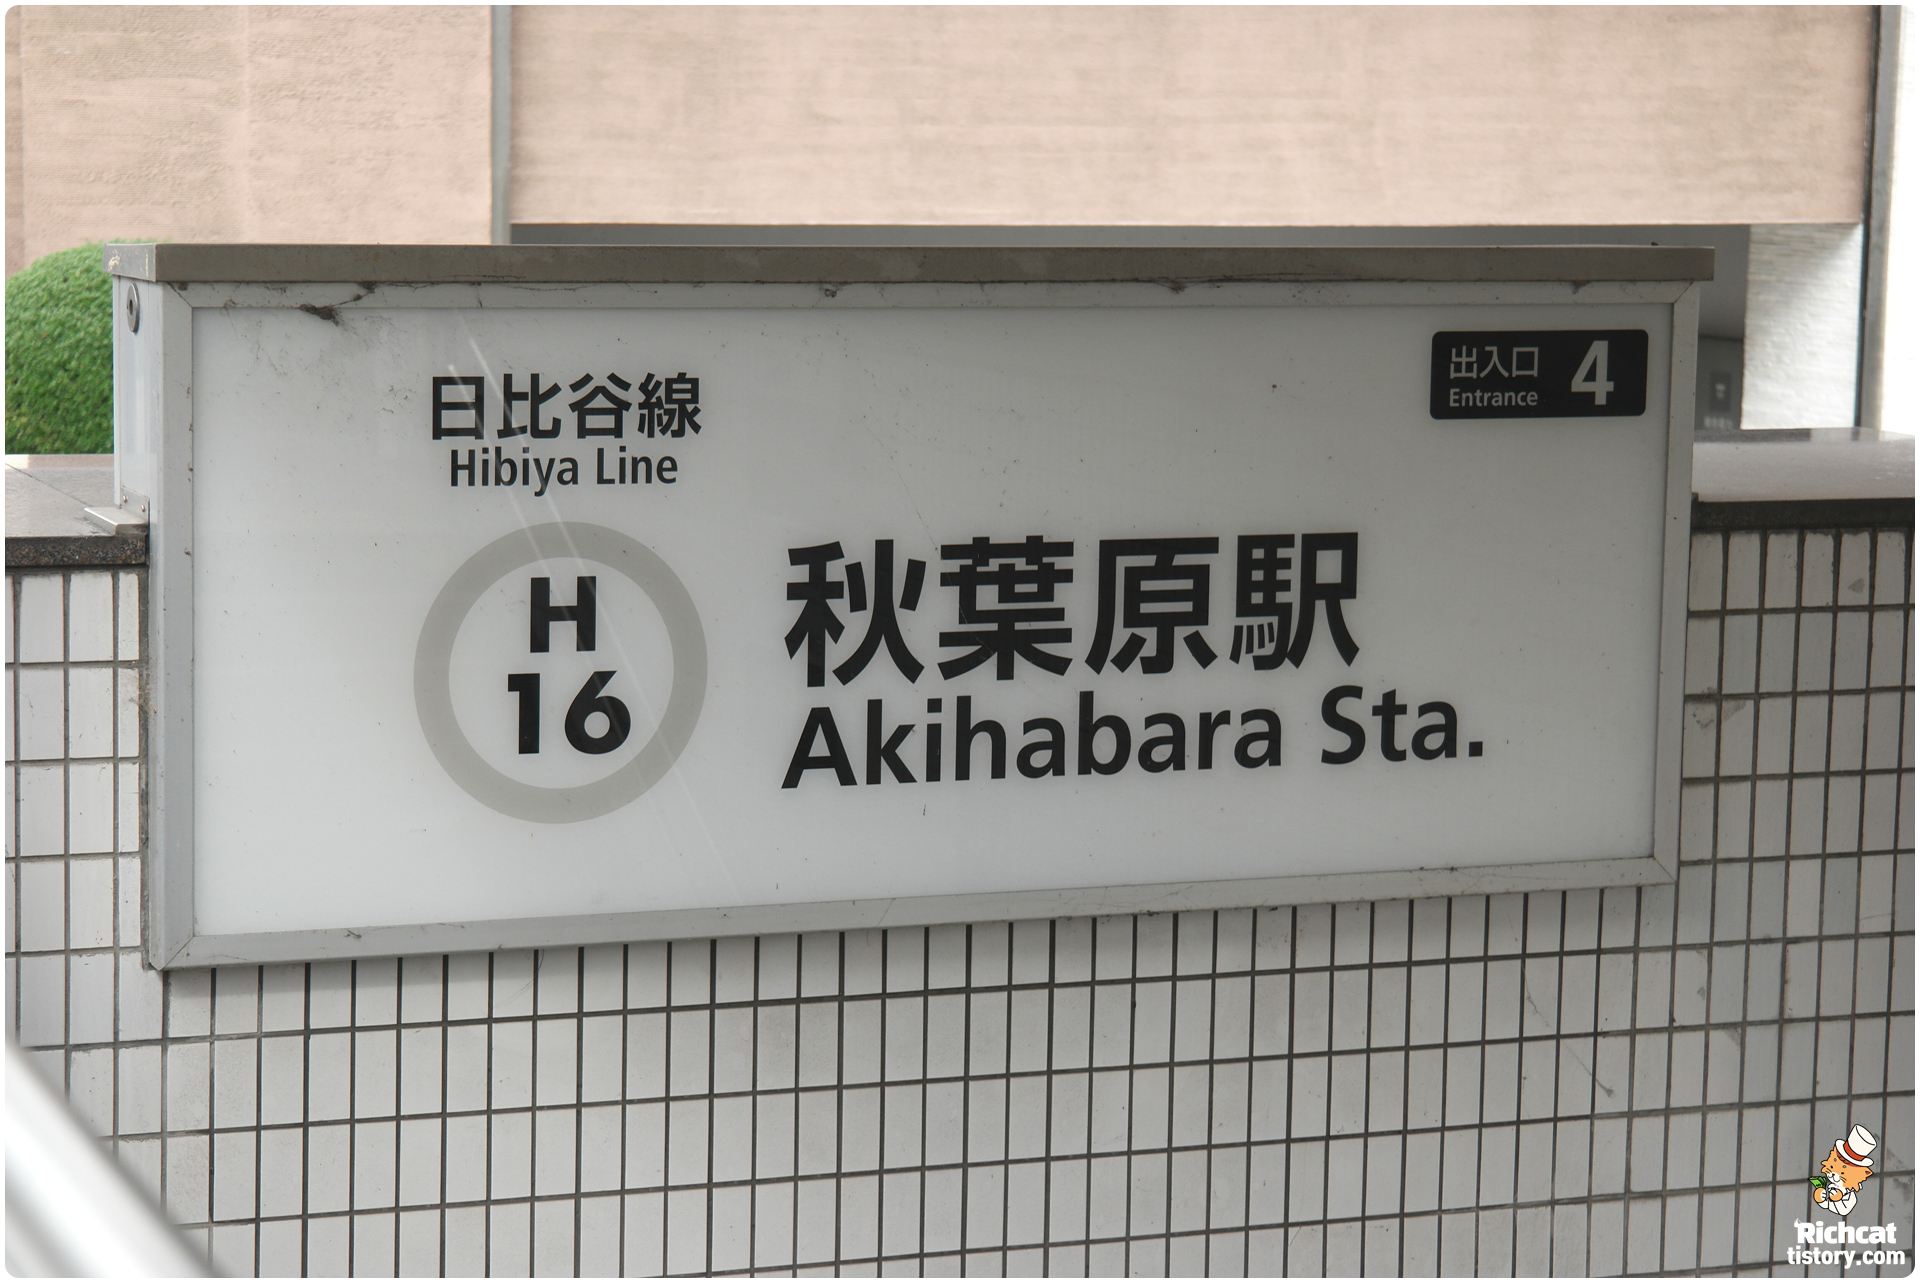 日比谷線
Hibiya Line
H
16
秋葉原駅
Akihabara Sta.
出入口
Entrance
4
Richcat
tistory.com